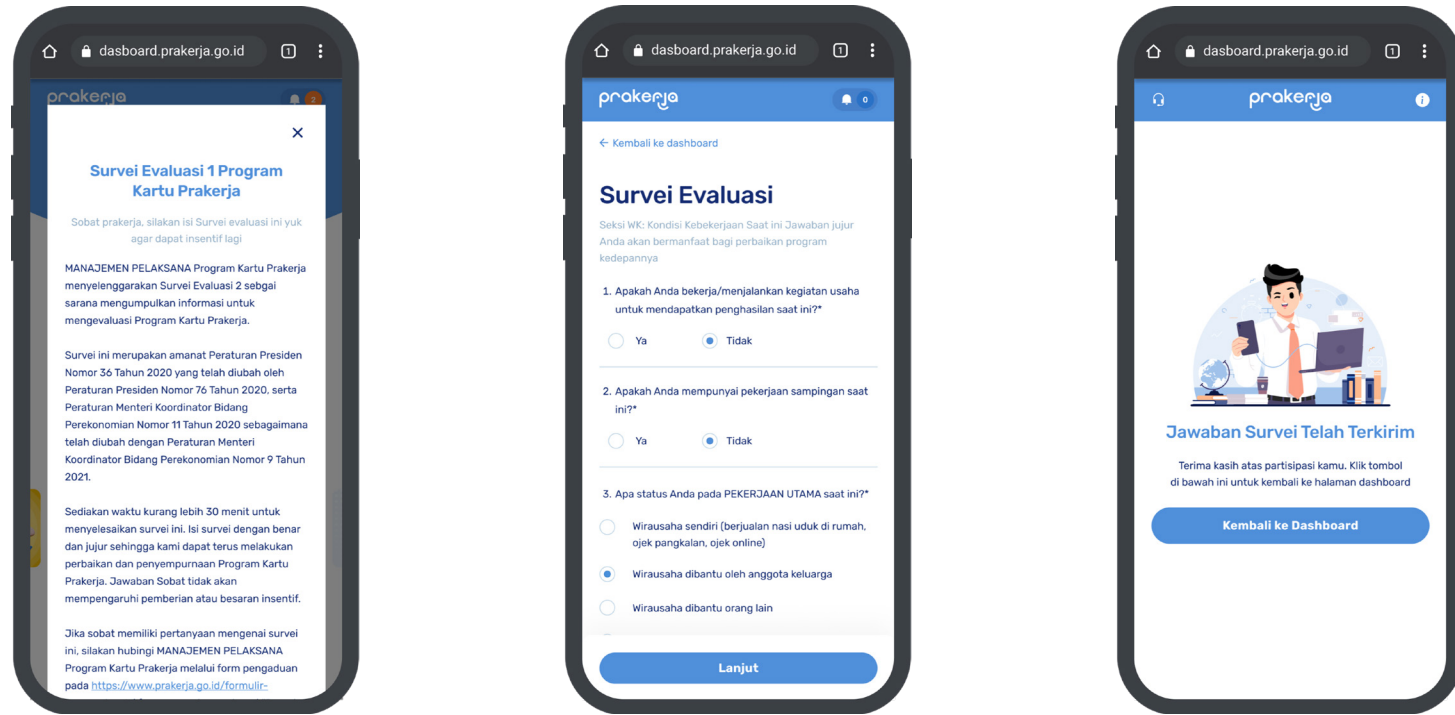 dasboard.prakerja.go.id
1
prakerja
2
Survei Evaluasi 1 Program
Kartu Prakerja
Sobat prakerja, silakan isi Survei evaluasi ini yuk
agar dapat insentif lagi
MANAJEMEN PELAKSANA Program Kartu Prakerja
menyelenggarakan Survei Evaluasi 2 sebgai
sarana mengumpulkan informasi untuk
mengevaluasi Program Kartu Prakerja.
Survei ini merupakan amanat Peraturan Presiden
Nomor 36 Tahun 2020 yang telah diubah oleh
Peraturan Presiden Nomor 76 Tahun 2020, serta
Peraturan Menteri Koordinator Bidang
Perekonomian Nomor 11 Tahun 2020 sebagaimana
telah diubah dengan Peraturan Menteri
Koordinator Bidang Perekonomian Nomor 9 Tahun
2021.
Sediakan waktu kurang lebih 30 menit untuk
menyelesaikan survei ini. Isi survei dengan benar
dan jujur sehingga kami dapat terus melakukan
perbaikan dan penyempurnaan Program Kartu
Prakerja. Jawaban Sobat tidak akan
mempengaruhi pemberian atau besaran insentif.
Jika sobat memiliki pertanyaan mengenai survei
ini, silakan hubingi MANAJEMEN PELAKSANA
Program Kartu Prakerja melalui form pengaduan
pada https://www.prakerja.go.id/formulir-
dasboard.prakerja.go.id
1
prakerja
0
← Kembali ke dashboard
Survei Evaluasi
Seksi WK: Kondisi Kebekerjaan Saat ini Jawaban jujur
Anda akan bermanfaat bagi perbaikan program
kedepannya
1. Apakah Anda bekerja/menjalankan kegiatan usaha
untuk mendapatkan penghasilan saat ini?*
Ya Tidak
2. Apakah Anda mempunyai pekerjaan sampingan saat
ini?*
Ya Tidak
3. Apa status Anda pada PEKERJAAN UTAMA saat ini?*
Wirausaha sendiri (berjualan nasi uduk di rumah,
ojek pangkalan, ojek online)
Wirausaha dibantu oleh anggota keluarga
Wirausaha dibantu orang lain
Lanjut
dasboard.prakerja.go.id
1
prakerja
Jawaban Survei Telah Terkirim
Terima kasih atas partisipasi kamu. Klik tombol
di bawah ini untuk kembali ke halaman dashboard
Kembali ke Dashboard